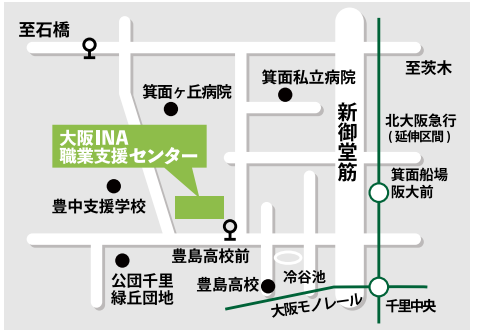 至石橋
至茨木
箕面私立病院
箕面ヶ丘病院
新御堂筋
北大阪急行
(延伸区間)
大阪INA
職業支援センター
箕面船場
阪大前
豊中支援学校
豊島高校前
公団千里
緑丘団地
豊島高校
冷谷池
大阪モノレール
千里中央